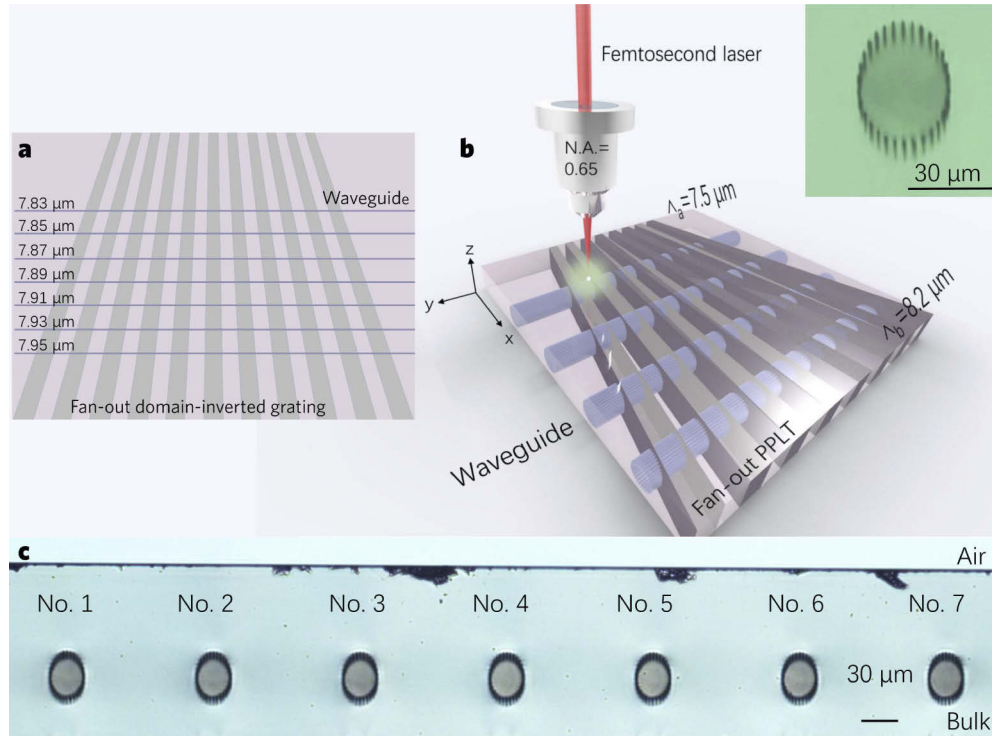 a
Waveguide
7.83 μm
7.85 μm
7.87 μm
7.89 μm
7.91 μm
7.93 μm
7.95 μm
Fan-out domain-inverted grating
b
Femtosecond laser
N.A.=
0.65
30 μm
Λa=7.5 μm
Λb=8.2 μm
z
y
x
Waveguide
Fan-out PPLT
c
Air
No. 1
No. 2
No. 3
No. 4
No. 5
No. 6
No. 7
30 μm
Bulk